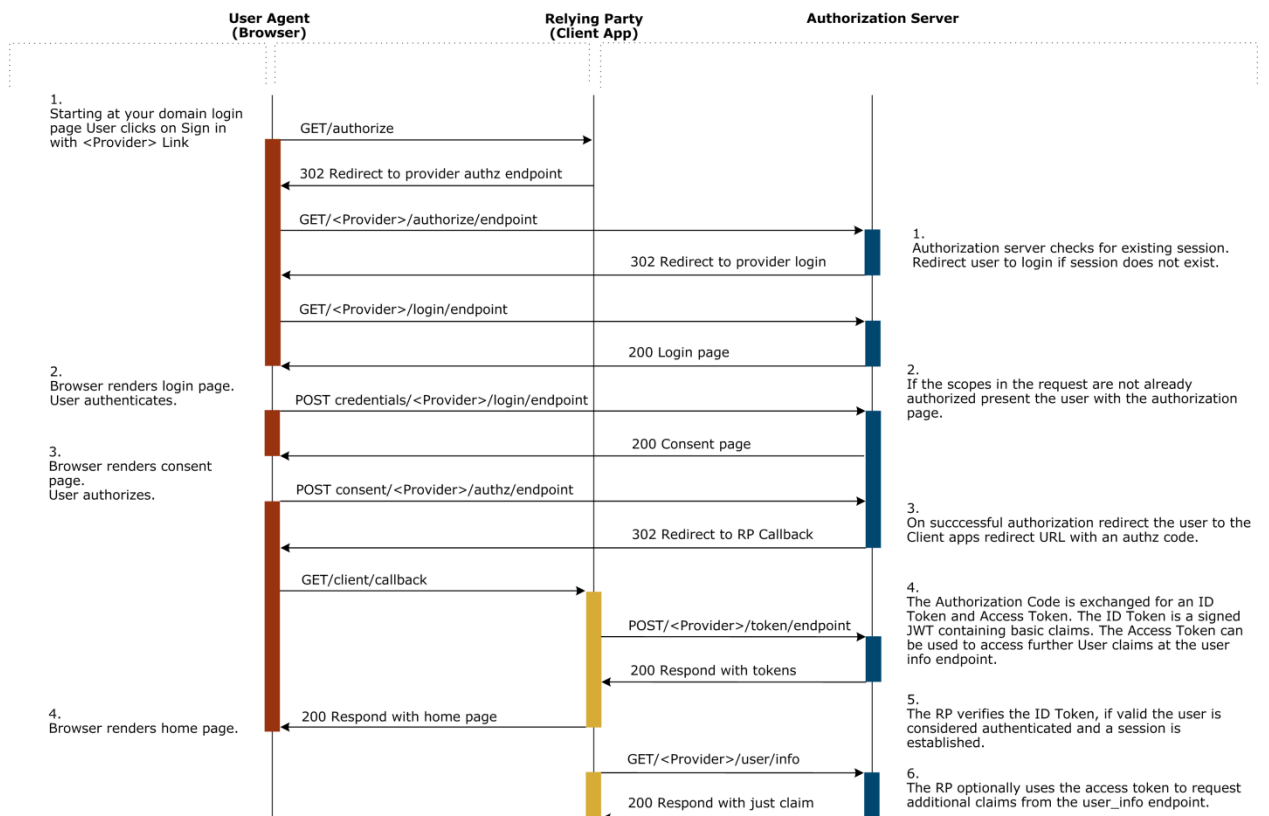 User Agent
(Browser)
Relying Party
(Client App)
Authorization Server
1.
Starting at your domain login
page User clicks on Sign in
with <Provider> Link
GET/authorize
302 Redirect to provider authz endpoint
GET/<Provider>/authorize/endpoint
1.
Authorization server checks for existing session.
Redirect user to login if session does not exist.
302 Redirect to provider login
GET/<Provider>/login/endpoint
200 Login page
2.
Browser renders login page.
User authenticates.
2.
If the scopes in the request are not already
authorized present the user with the authorization
page.
POST credentials/<Provider>/login/endpoint
200 Consent page
3.
Browser renders consent
page.
User authorizes.
POST consent/<Provider>/authz/endpoint
3.
On succcessful authorization redirect the user to the
Client apps redirect URL with an authz code.
302 Redirect to RP Callback
GET/client/callback
4.
The Authorization Code is exchanged for an ID
Token and Access Token. The ID Token is a signed
JWT containing basic claims. The Access Token can
be used to access further User claims at the user
info endpoint.
POST/<Provider>/token/endpoint
200 Respond with tokens
4.
Browser renders home page.
200 Respond with home page
5.
The RP verifies the ID Token, if valid the user is
considered authenticated and a session is
established.
GET/<Provider>/user/info
6.
The RP optionally uses the access token to request
additional claims from the user_info endpoint.
200 Respond with just claim